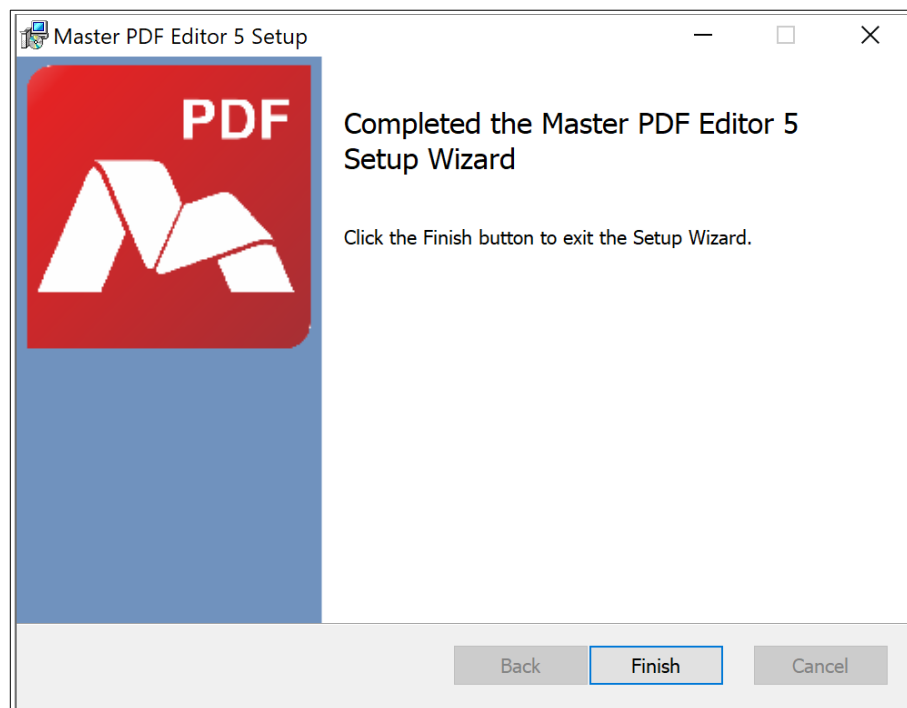 Master PDF Editor 5 Setup
PDF
Completed the Master PDF Editor 5
Setup Wizard
Click the Finish button to exit the Setup Wizard.
Back
Finish
Cancel